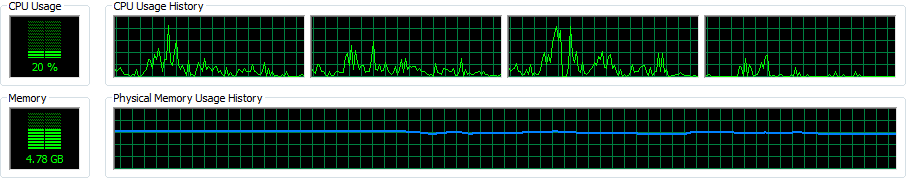 CPU Usage
CPU Usage History
20 %
Memory
Physical Memory Usage History
4.78 GB